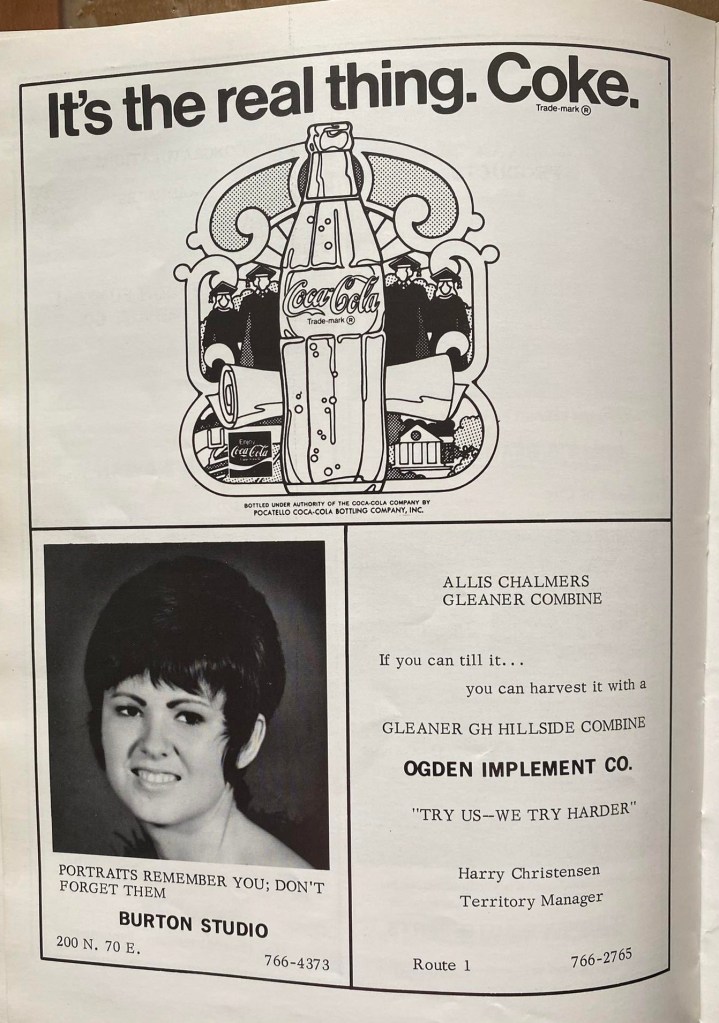 It's the real thing. Coke.
Trade-mark ®
Coca-Cola
Trade-mark ®
Enjoy
Coca-Cola
BOTTLED UNDER AUTHORITY OF THE COCA-COLA COMPANY BY
POCATELLO COCA-COLA BOTTLING COMPANY, INC.
PORTRAITS REMEMBER YOU; DON'T
FORGET THEM
BURTON STUDIO
200 N. 70 E.
766-4373
ALLIS CHALMERS
GLEANER COMBINE
If you can till it...
you can harvest it with a
GLEANER GH HILLSIDE COMBINE
OGDEN IMPLEMENT CO.
"TRY US--WE TRY HARDER"
Harry Christensen
Territory Manager
Route 1
766-2765